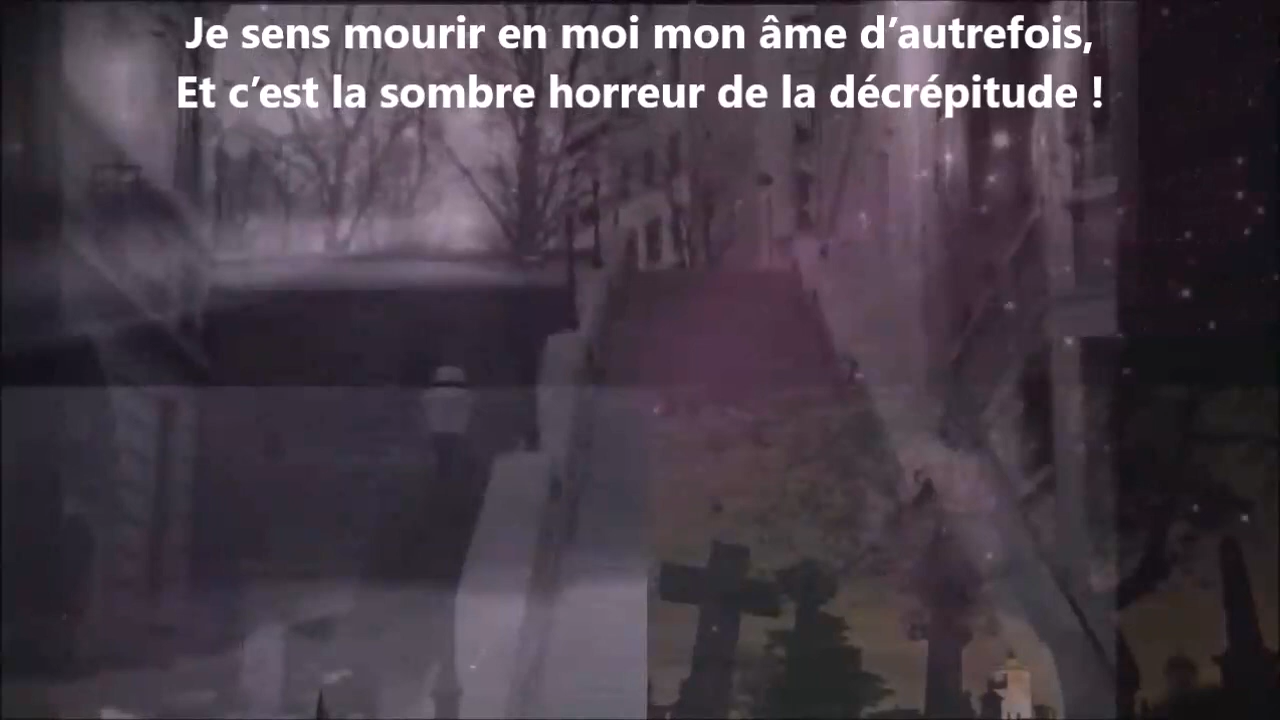 Je sens mourir en moi mon âme d’autrefois,
Et c’est la sombre horreur de la décrépitude !